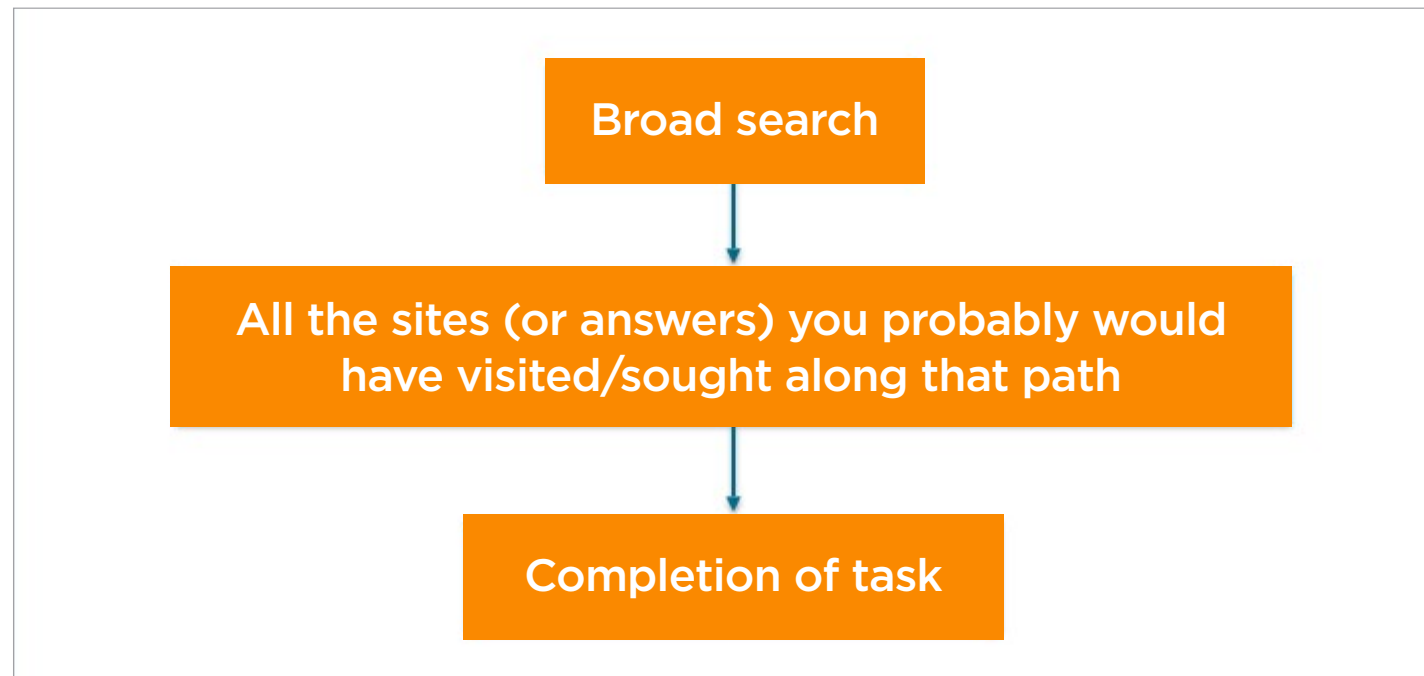 Broad search
All the sites (or answers) you probably would
have visited/sought along that path
Completion of task